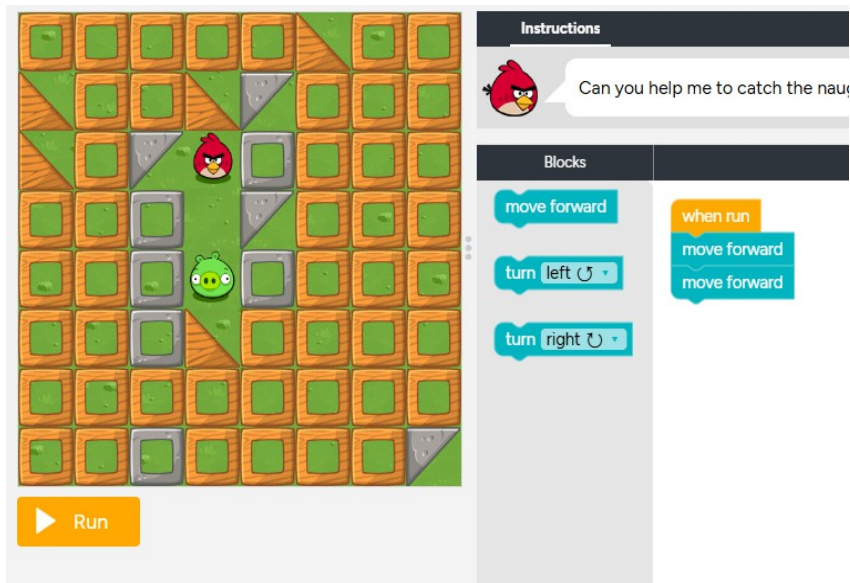 Instructions
Can you help me to catch the
Blocks
move forward
turn left
turn right
when run
move forward
move forward
Run